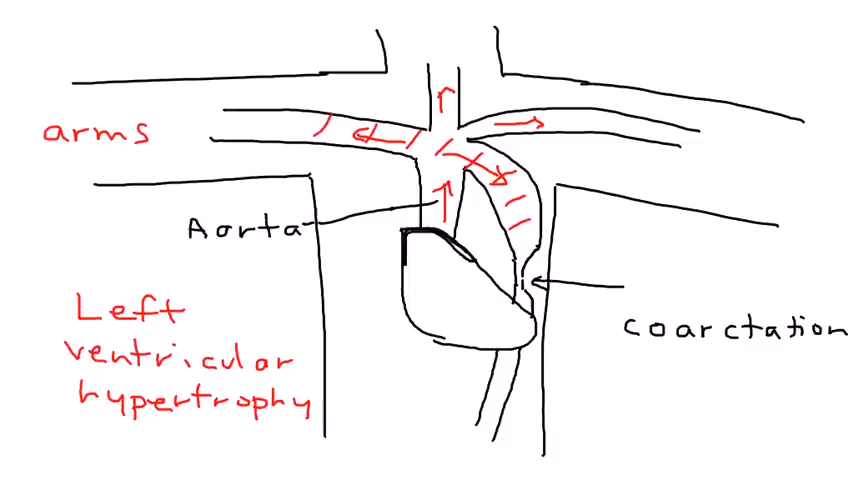 r
arms
Aorta
Left
ventricular
hypertrophy
coarctation